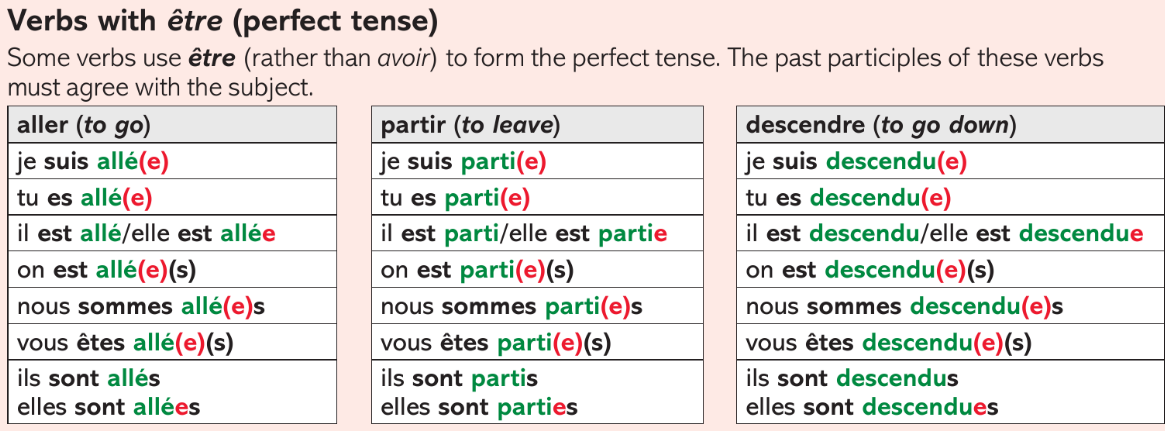 Verbs with être (perfect tense)
Some verbs use être (rather than avoir) to form the perfect tense. The past participles of these verbs
must agree with the subject.
aller (to go)
je suis allé(e)
tu es allé(e)
il est allé/elle est allée
on est allé(e)(s)
nous sommes allé(e)s
vous êtes allé(e)(s)
ils sont allés
elles sont allées
partir (to leave)
je suis parti(e)
tu es parti(e)
il est parti/elle est partie
on est parti(e)(s)
nous sommes parti(e)s
vous êtes parti(e)(s)
ils sont partis
elles sont parties
descendre (to go down)
je suis descendu(e)
tu es descendu(e)
il est descendu/elle est descendue
on est descendu(e)(s)
nous sommes descendu(e)s
vous êtes descendu(e)(s)
ils sont descendus
elles sont descendues